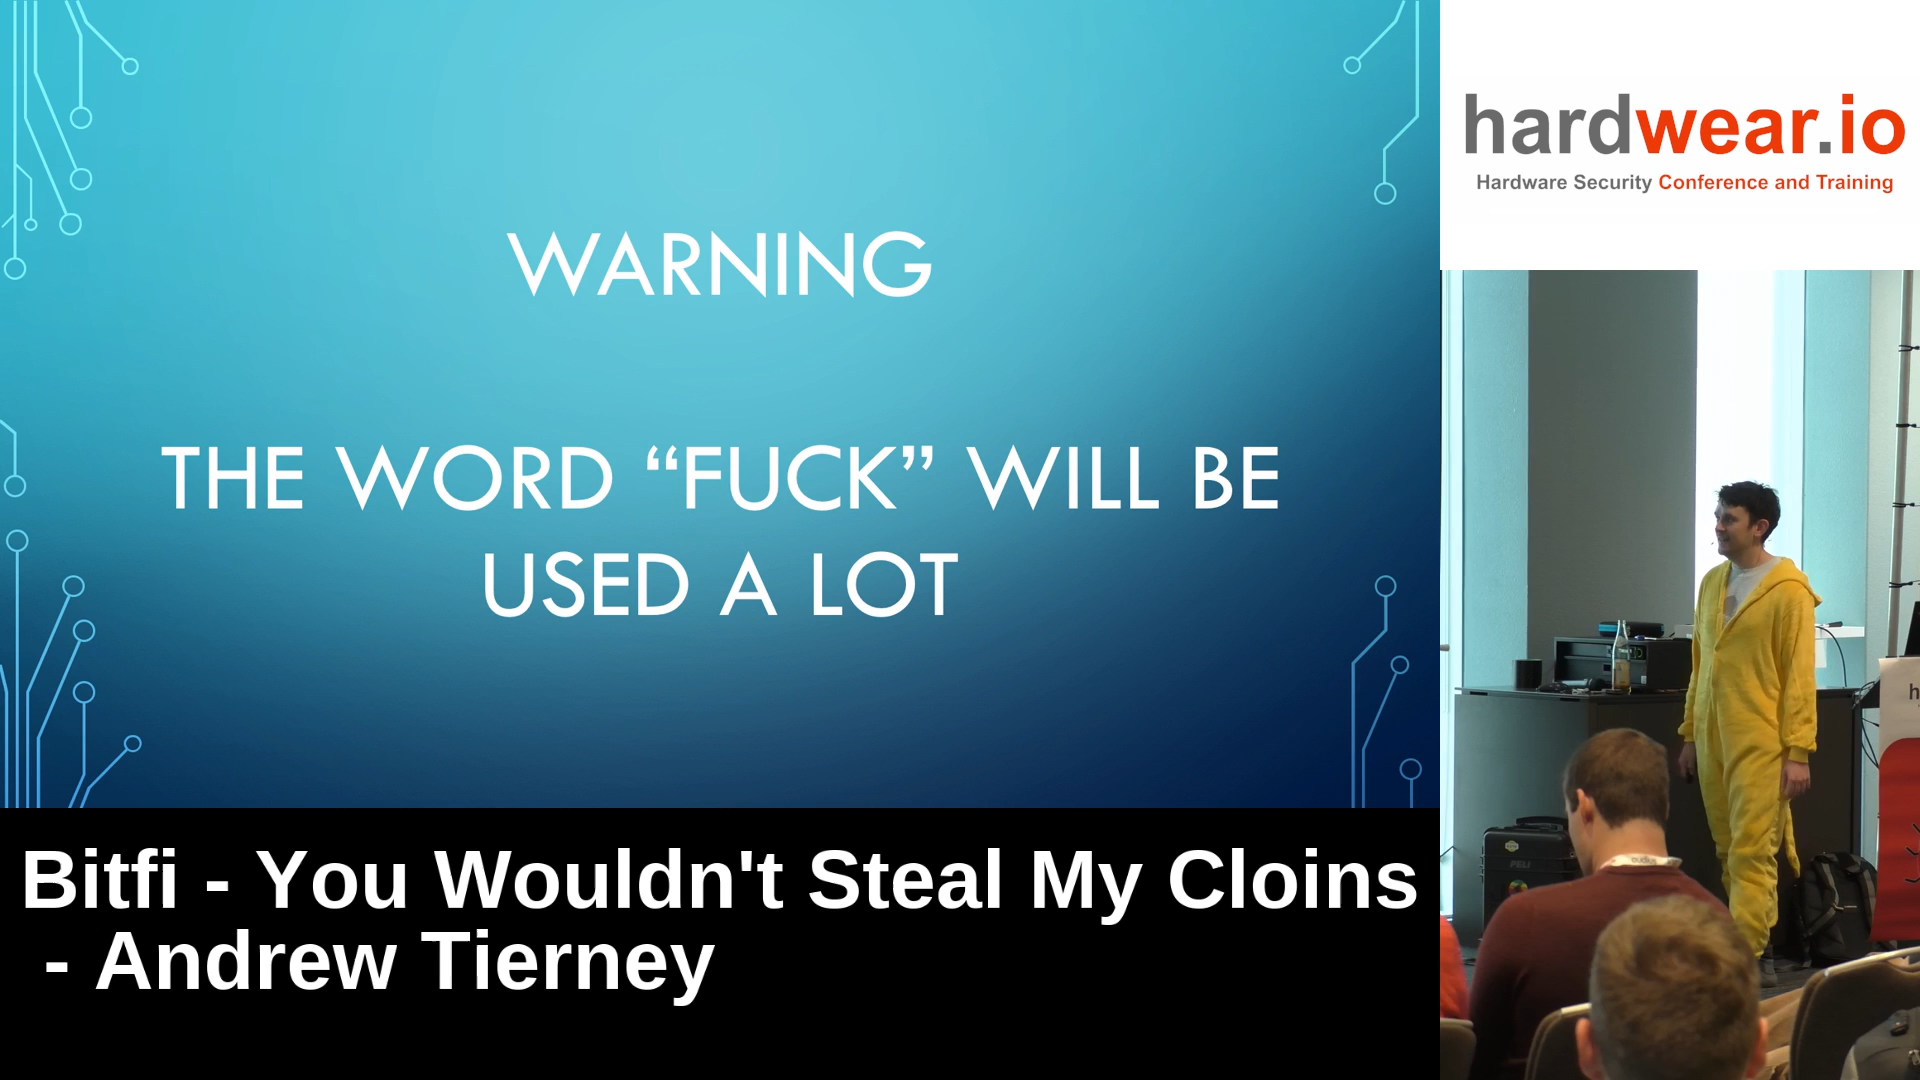 WARNING
THE WORD “FUCK” WILL BE
USED A LOT
hardwear.io
Hardware Security Conference and Training
PELI
Bitfi - You Wouldn't Steal My Cloins
- Andrew Tierney